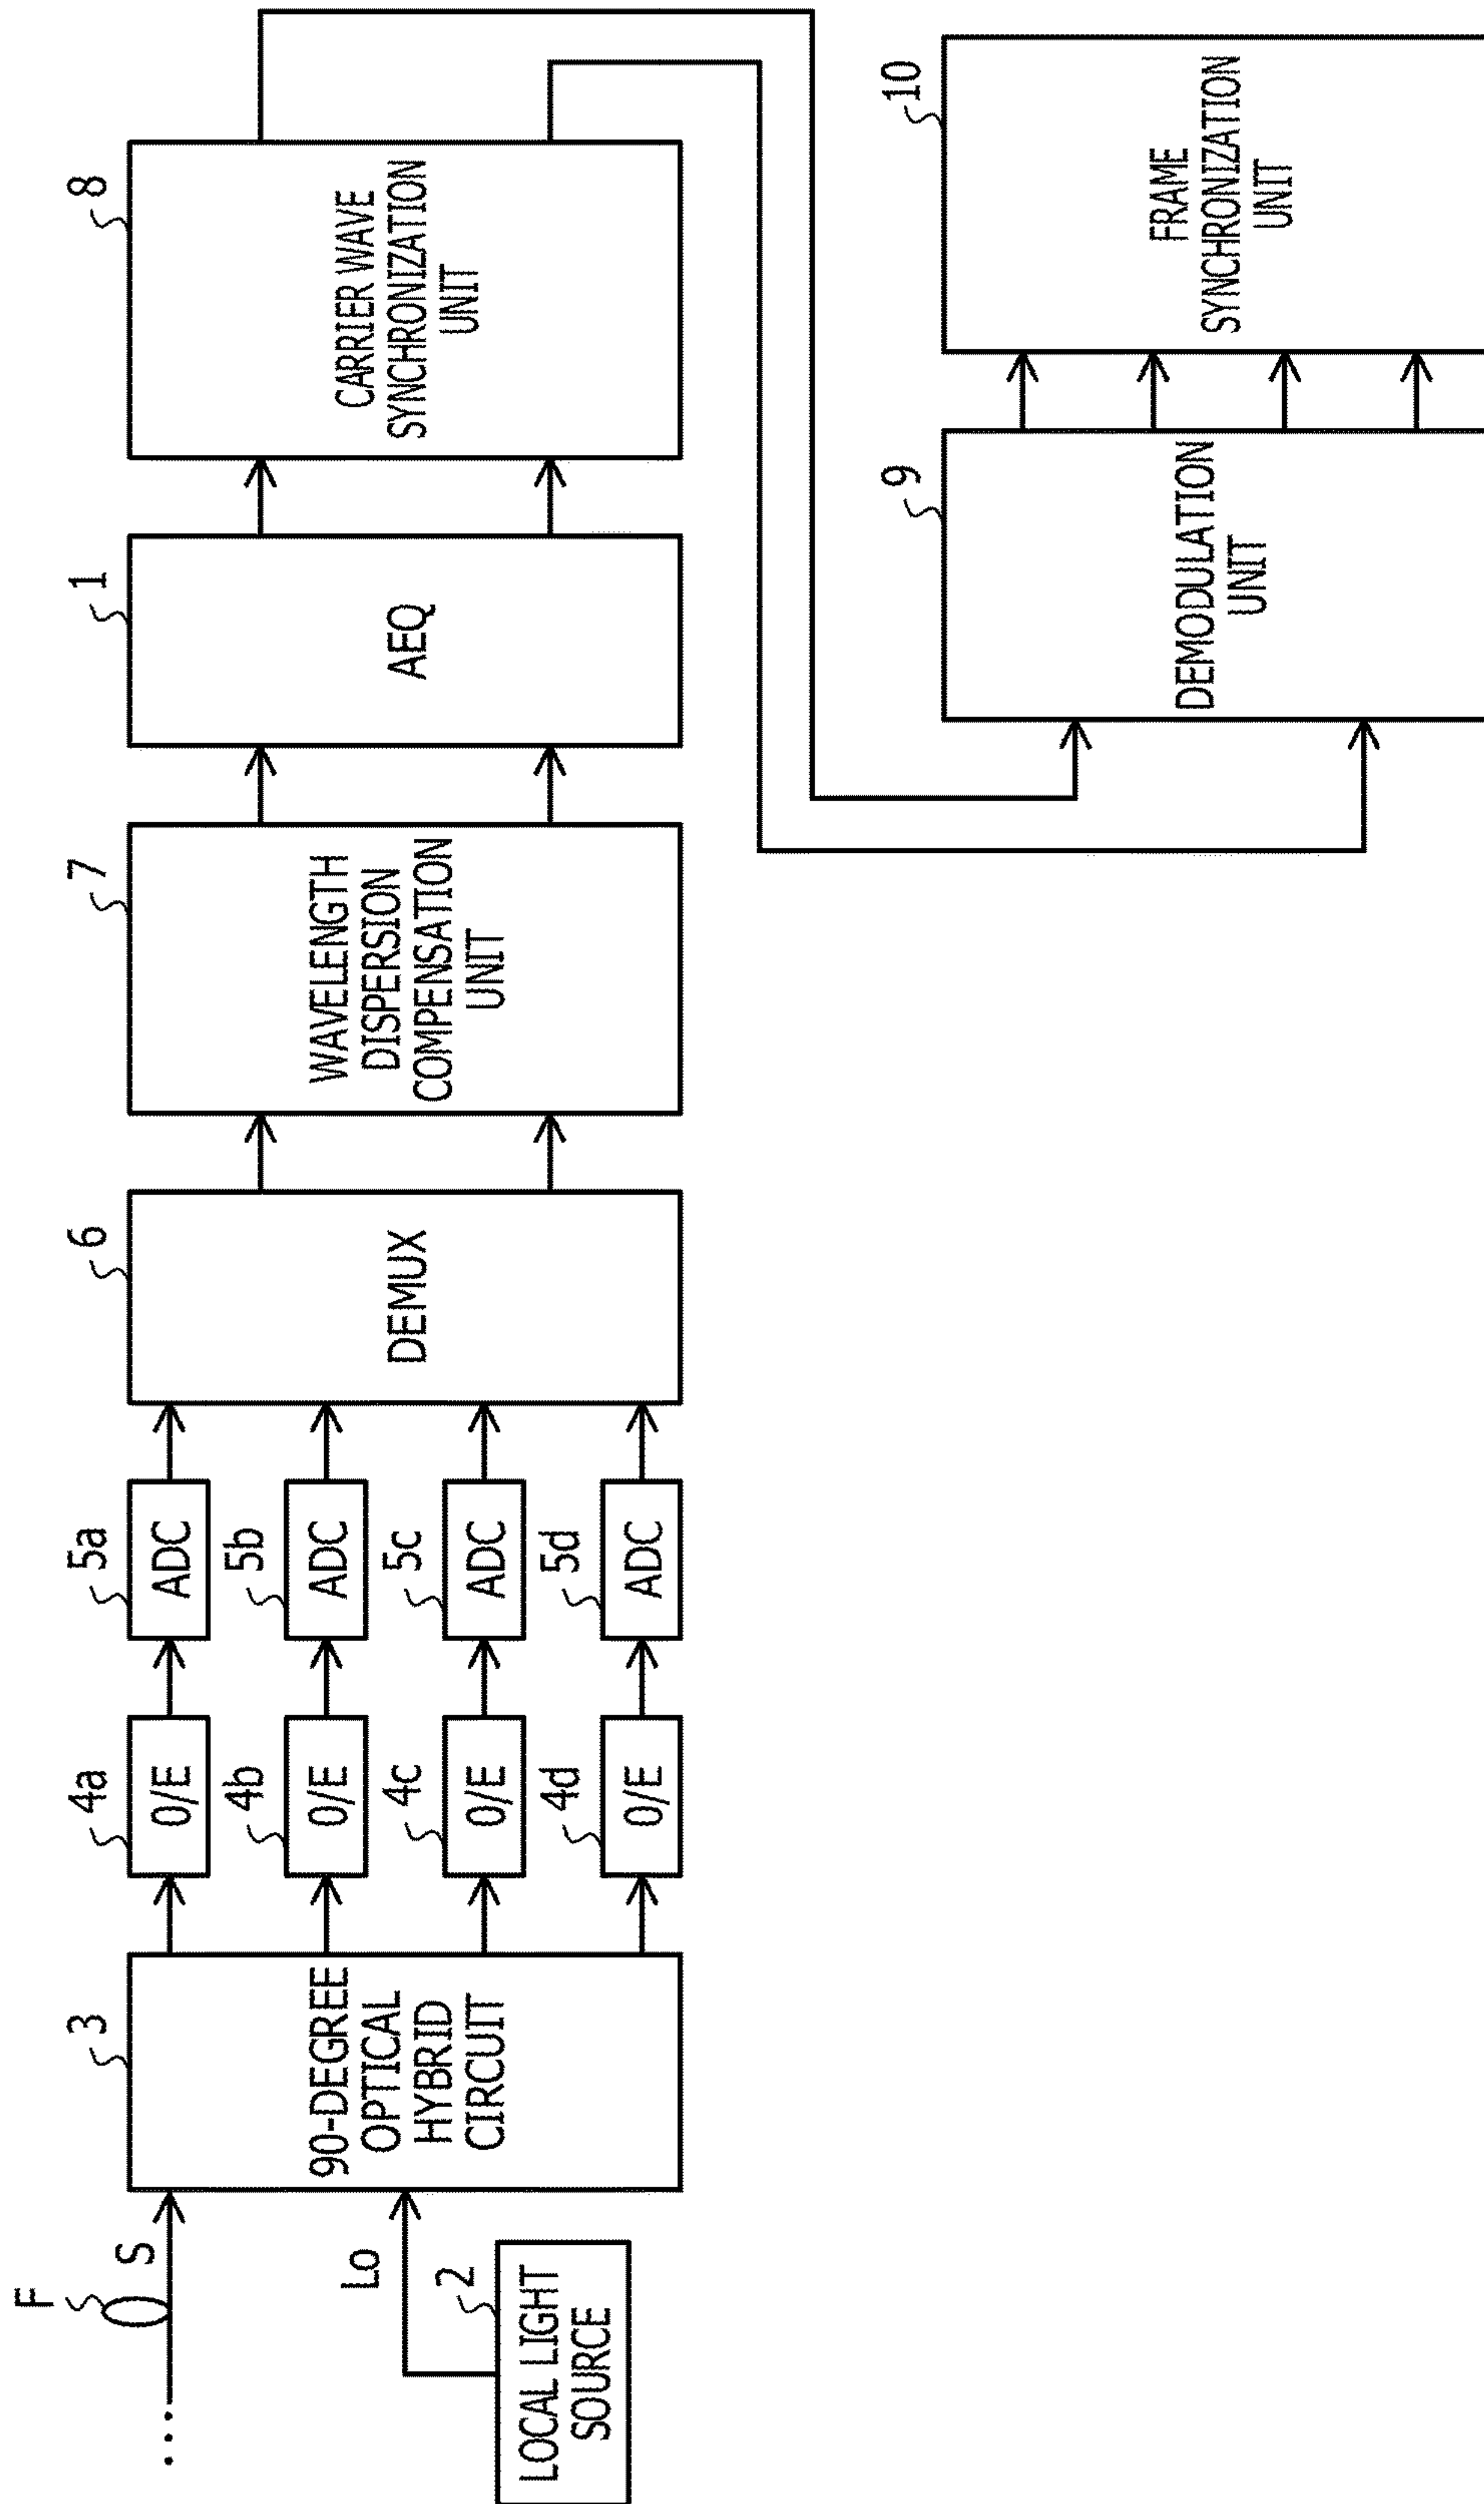 F
S
Lo
2
LOCAL LIGHT
SOURCE
3
90-DEGREE
OPTICAL
HYBRID
CIRCUIT
4a
O/E
4b
O/E
4c
O/E
4d
O/E
5a
ADC
5b
ADC
5c
ADC
5d
ADC
6
DEMUX
7
WAVELENGTH
DISPERSION
COMPENSATION
UNIT
1
AEQ
8
CARRIER WAVE
SYNCHRONIZATION
UNIT
9
DEMODULATION
UNIT
10
FRAME
SYNCHRONIZATION
UNIT